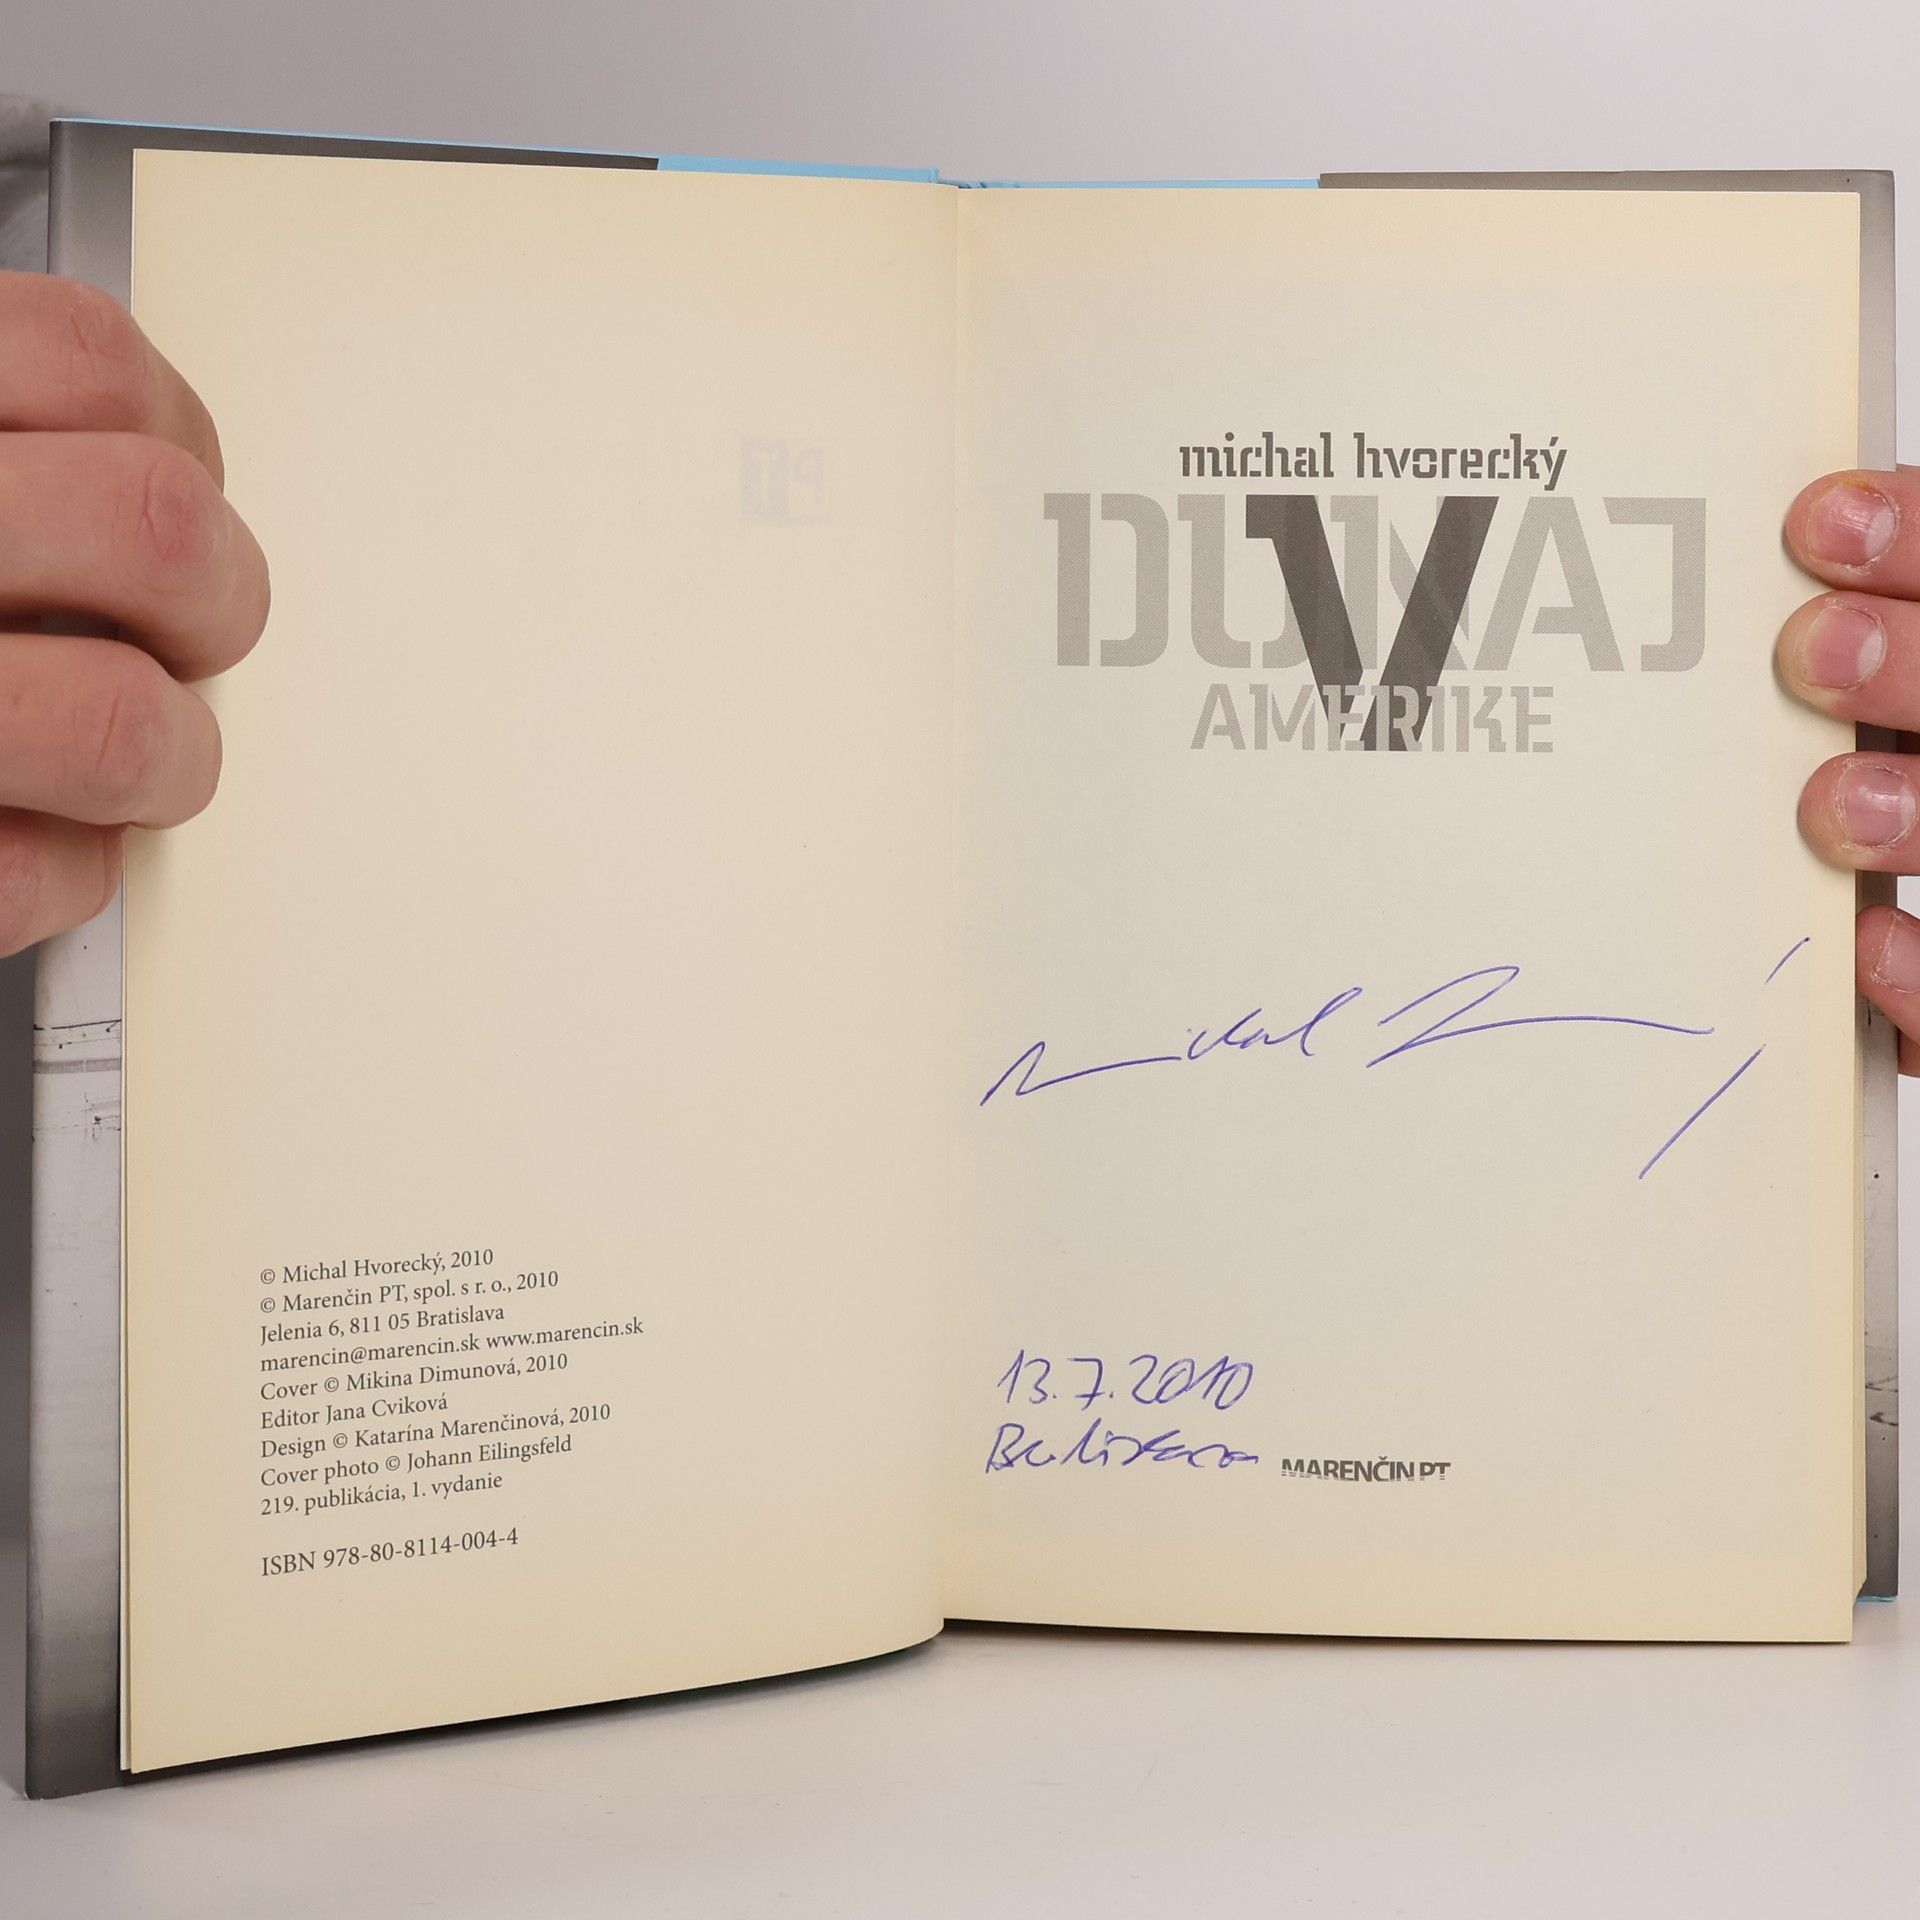 © Michal Hvorecký, 2010
© Marenčin PT, spol. s r. o., 2010
Jelenia 6, 811 05 Bratislava
marencin@marencin.sk www.marencin.sk
Cover © Mikina Dimunová, 2010
Editor Jana Cviková
Design © Katarína Marenčinová, 2010
Cover photo © Johann Eilingsfeld
219. publikácia, 1. vydanie
ISBN 978-80-8114-004-4
michal hvorecký
DUNAJ
V
AMERIKE
Michal
13.7.2010
Bratislava
MARENČIN PT